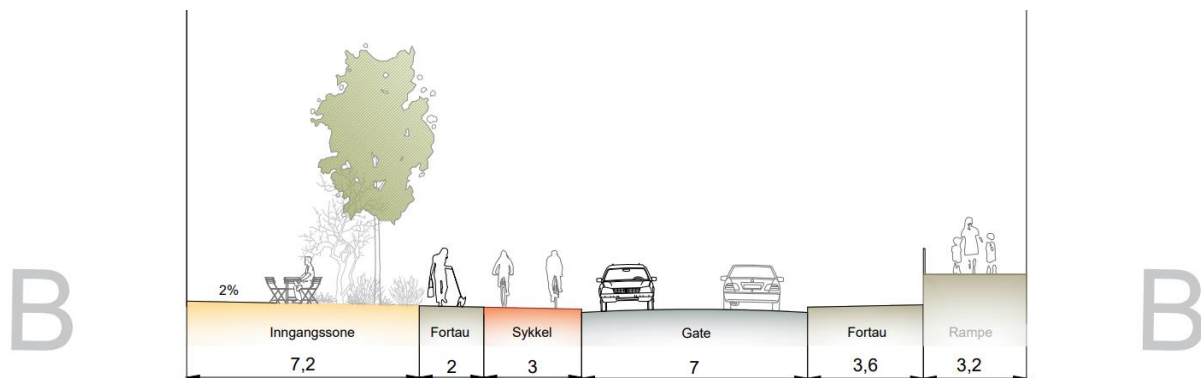 B
B
2%
Inngangssone
Fortau
Sykkel
Gate
Fortau
Rampe
7,2
2
3
7
3,6
3,2